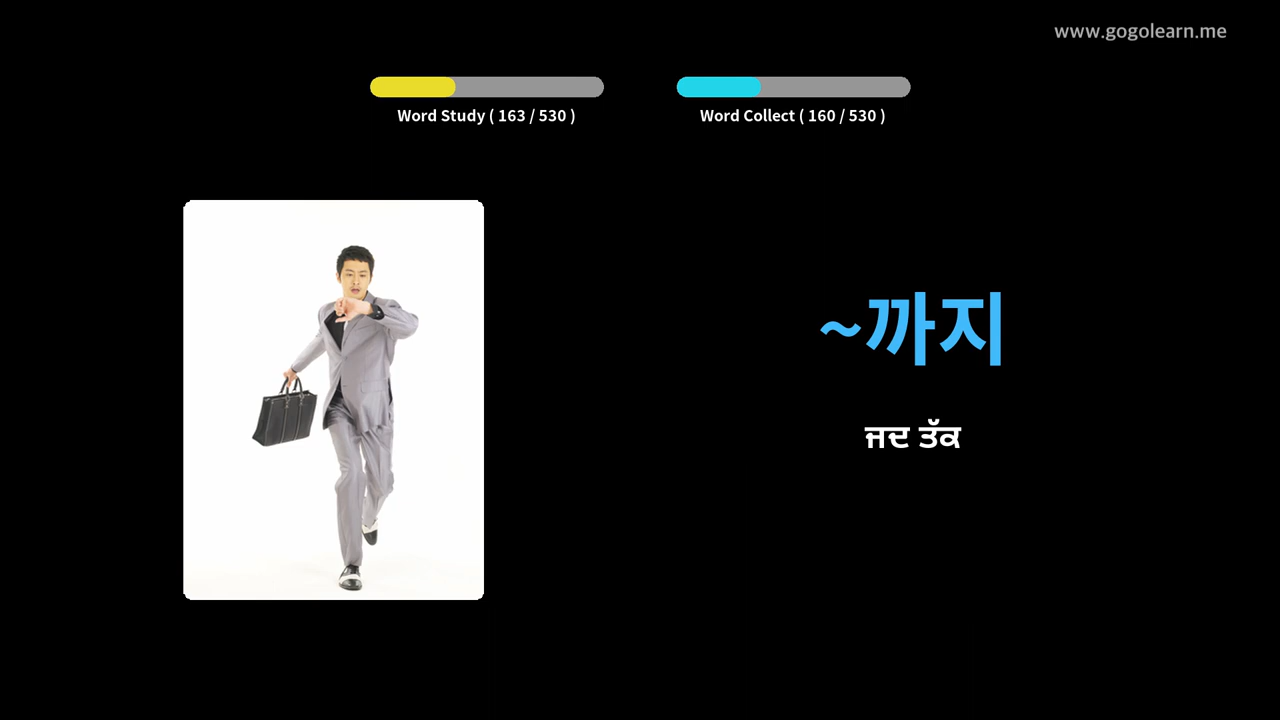 www.gogolearn.me
Word Study ( 163 / 530 )
Word Collect ( 160 / 530 )
~까지
ਜਦ ਤੱਕ